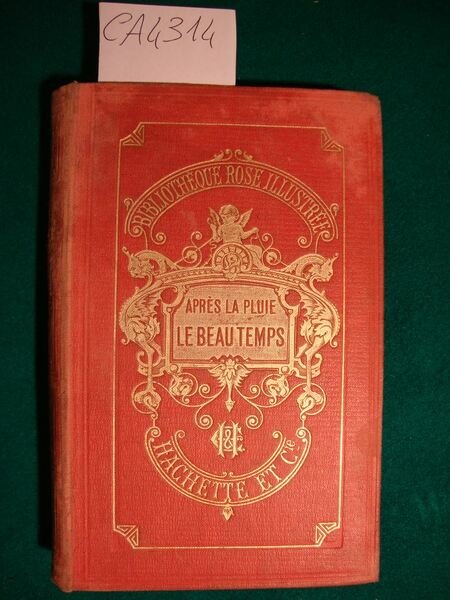 CA4314
BIBLIOTHÈQUE ROSE ILLUSTRÉE
APRÈS LA PLUIE
LE BEAU TEMPS
H&C
HACHETTE ET Cie